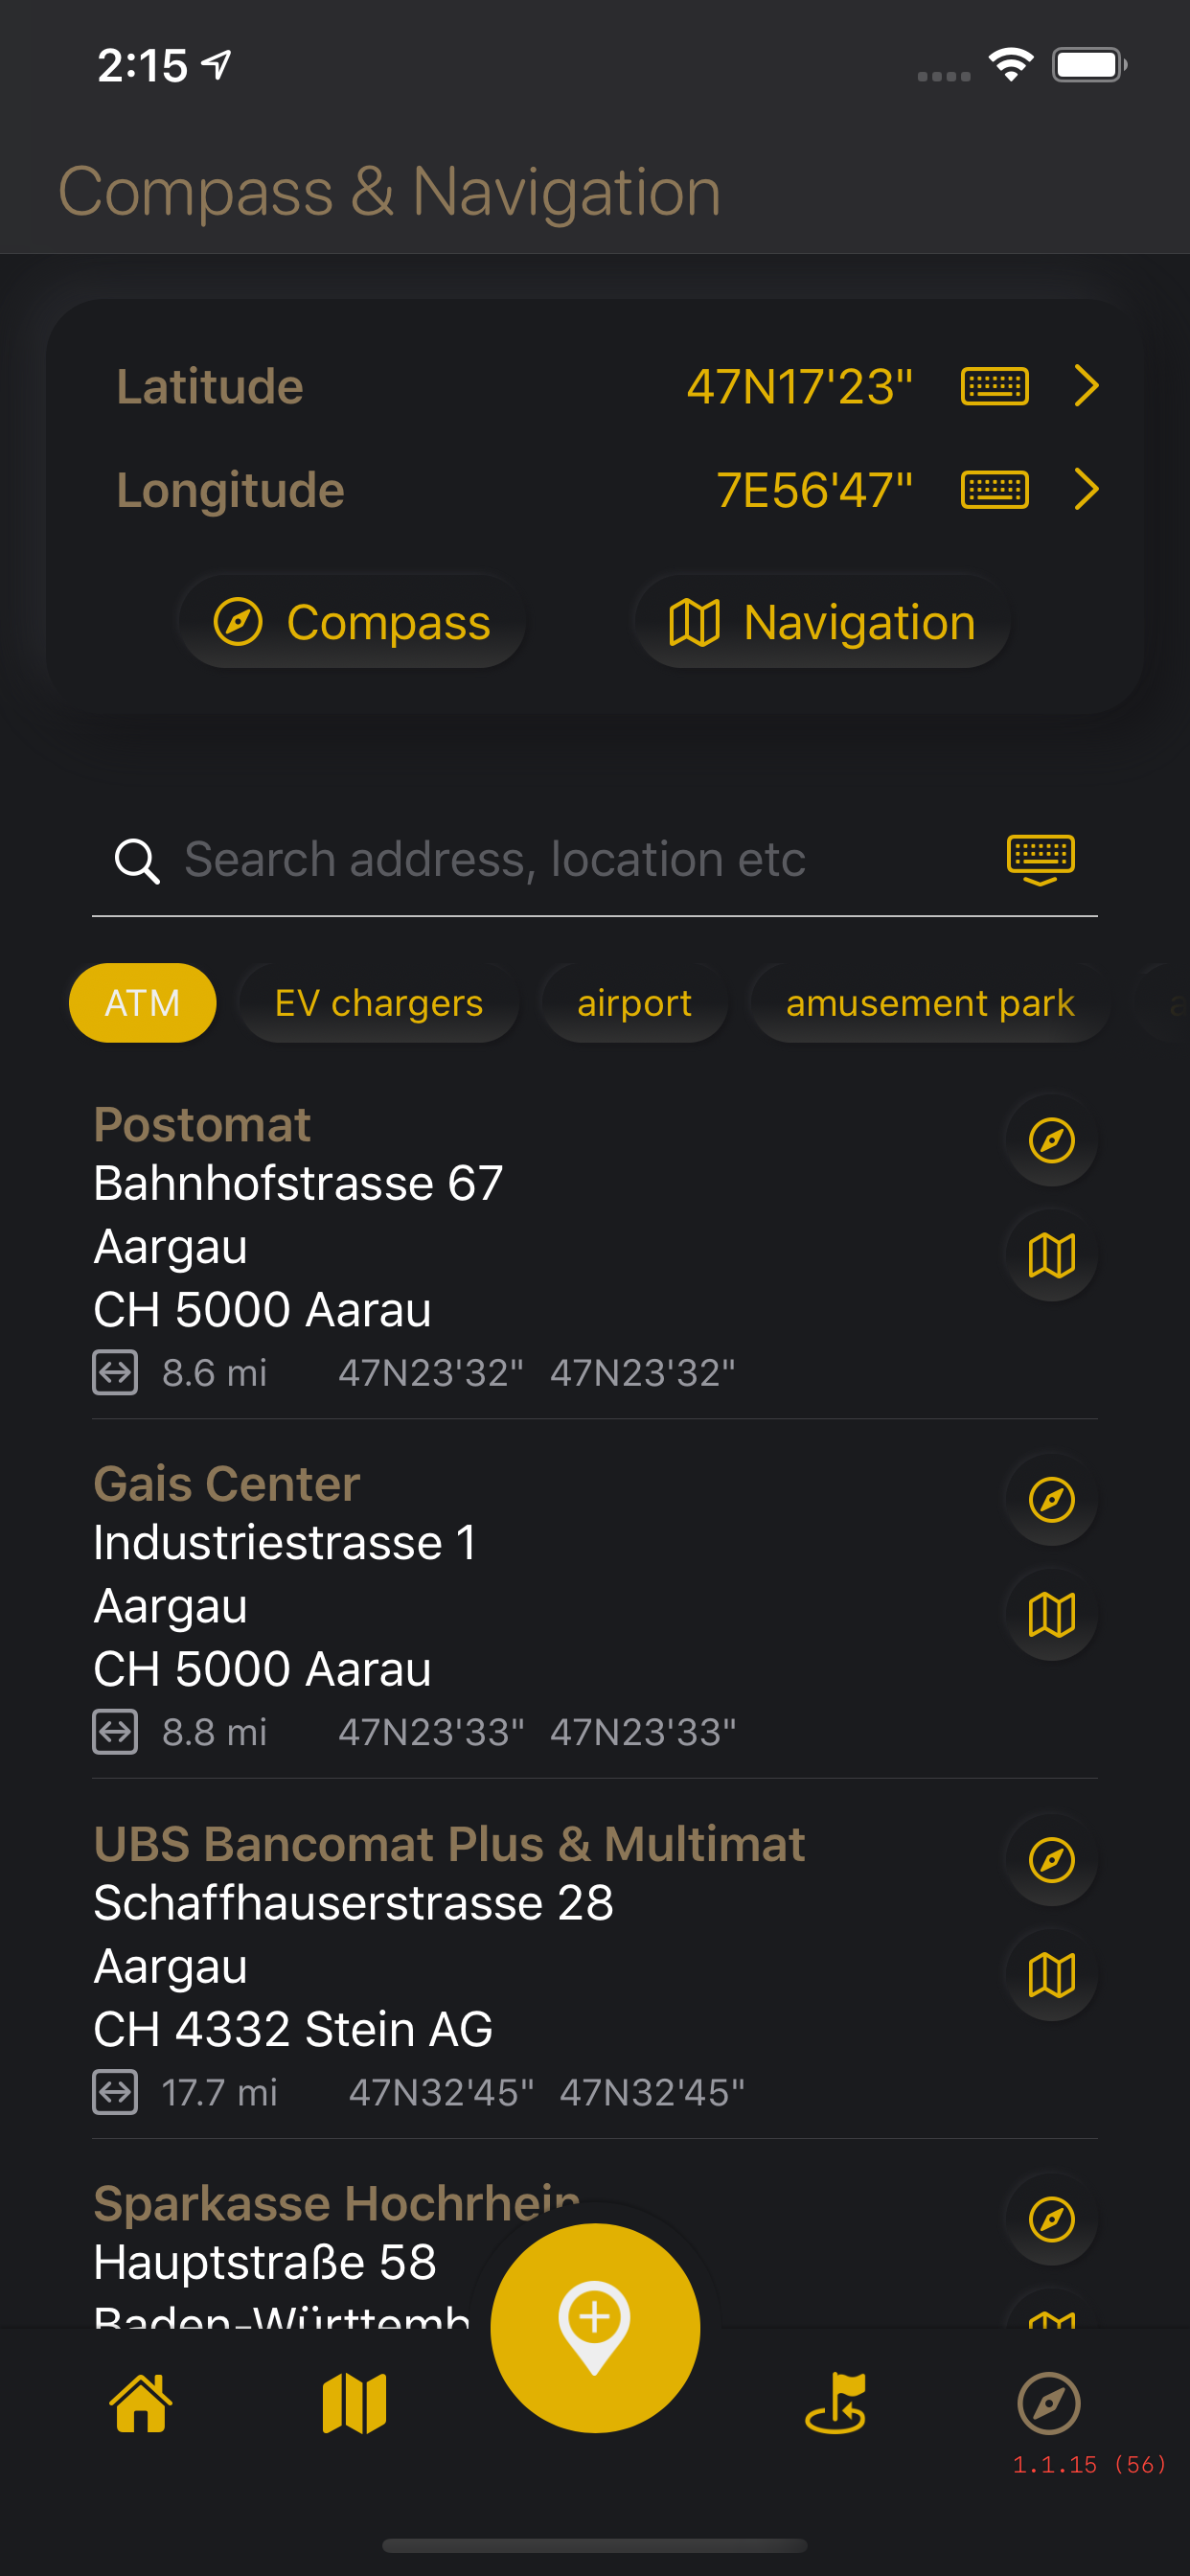 2:15
Compass & Navigation
Latitude 47N17'23"
Longitude 7E56'47"
Compass Navigation
Search address, location etc
ATM EV chargers airport amusement park
Postomat
Bahnhofstrasse 67
Aargau
CH 5000 Aarau
8.6 mi 47N23'32" 47N23'32"
Gais Center
Industriestrasse 1
Aargau
CH 5000 Aarau
8.8 mi 47N23'33" 47N23'33"
UBS Bancomat Plus & Multimat
Schaffhauserstrasse 28
Aargau
CH 4332 Stein AG
17.7 mi 47N32'45" 47N32'45"
Sparkasse Hochrhein
Hauptstraße 58
1.1.15 (56)